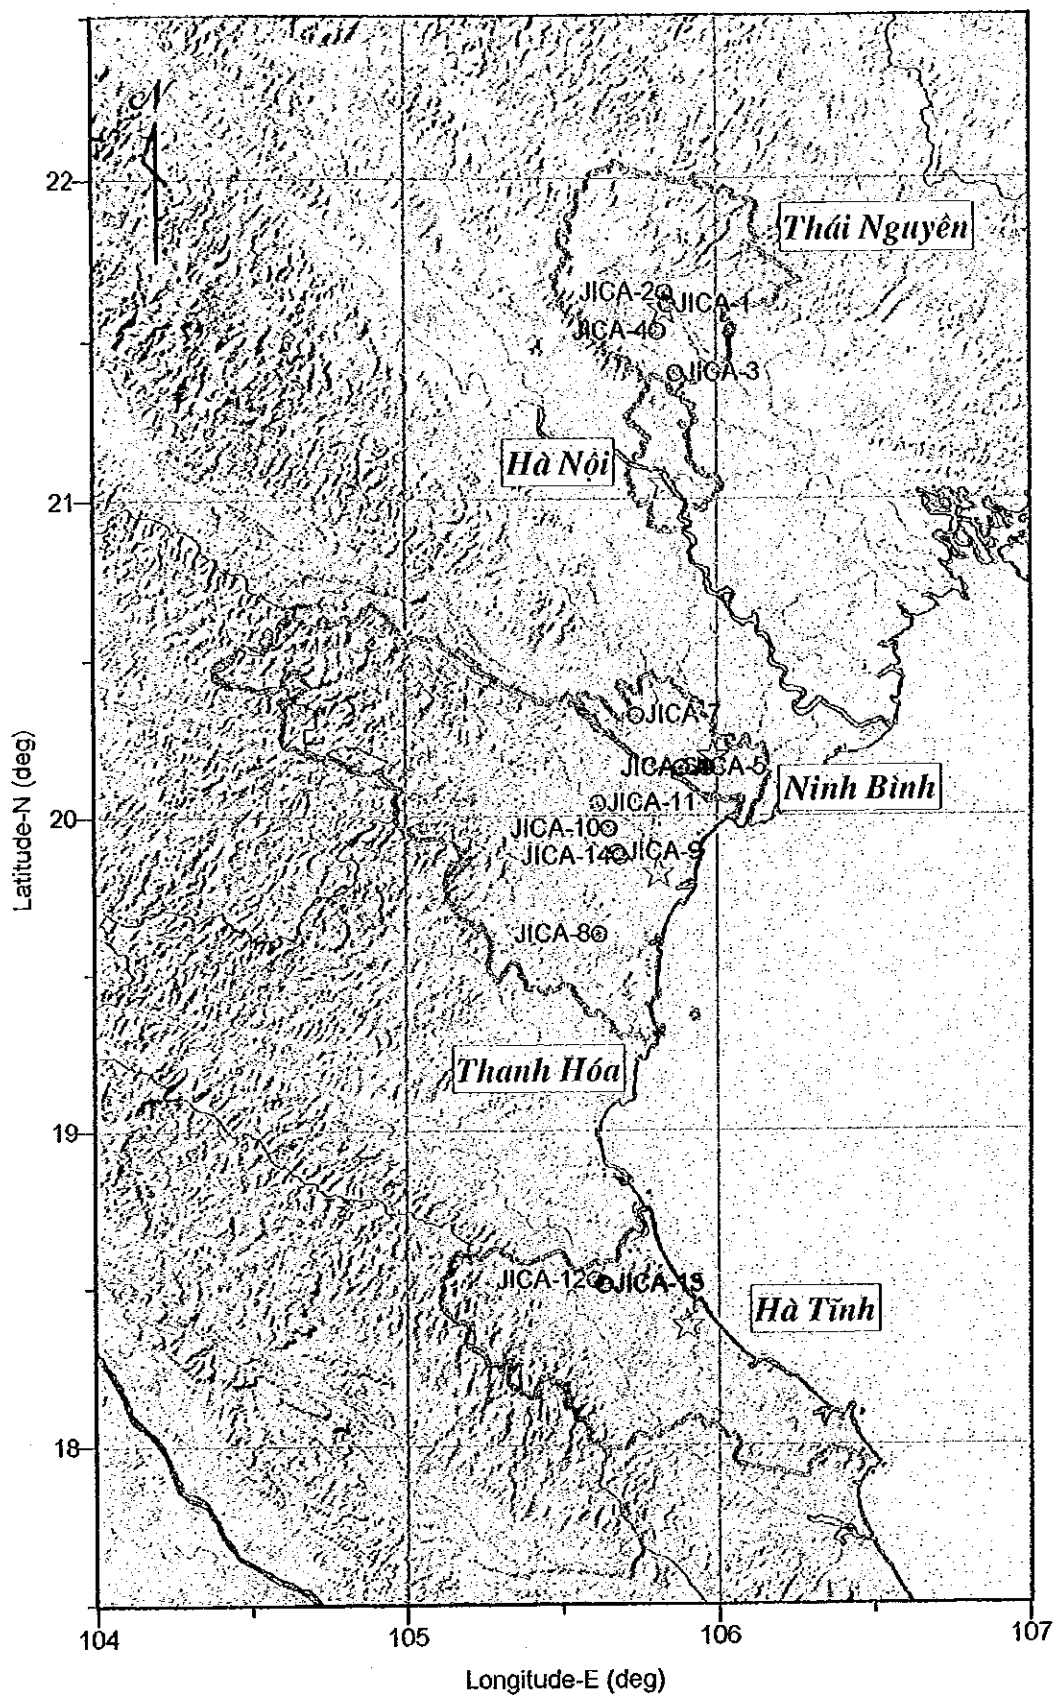 N
22
Thái Nguyên
JICA-2
JICA-1
JICA-4
JICA-3
Hà Nội
21
JICA-7
JICA-5
Ninh Bình
JICA-11
20
JICA-10
JICA-9
JICA-14
JICA-8
Thanh Hóa
19
JICA-12
Hà Tĩnh
18
104
105
106
107
Latitude-N (deg)
Longitude-E (deg)